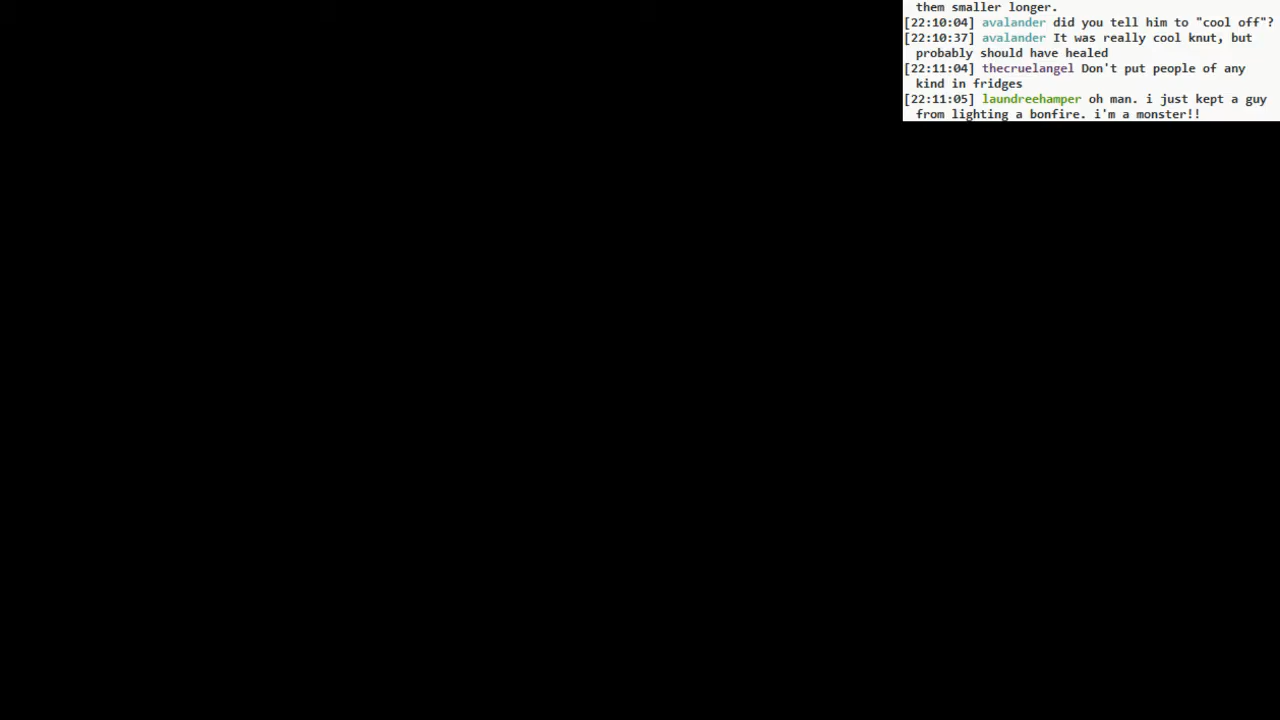 them smaller longer.
[22:10:04] avalander did you tell him to "cool off"?
[22:10:37] avalander It was really cool knut, but
probably should have healed
[22:11:04] thecruelangel Don't put people of any
kind in fridges
[22:11:05] laundreehamper oh man. i just kept a guy
from lighting a bonfire. i'm a monster!!